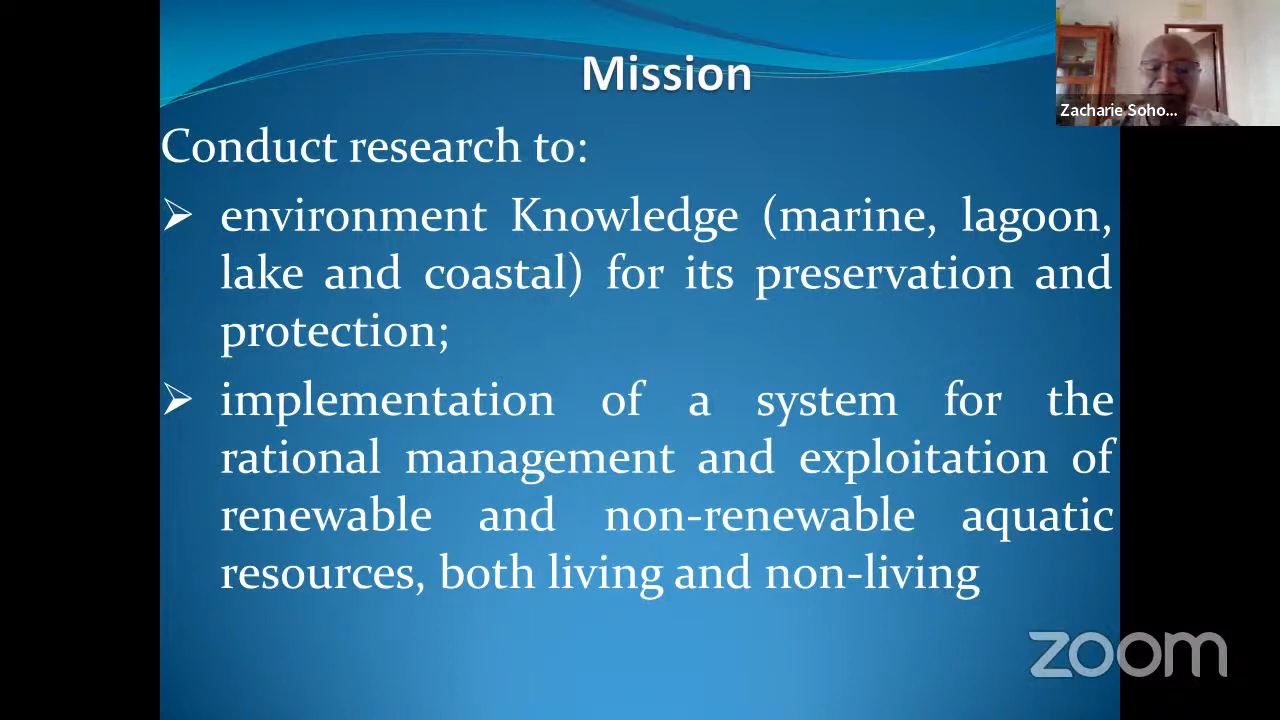 Mission
Zacharie Soho...
Conduct research to:
➢ environment Knowledge (marine, lagoon,
lake and coastal) for its preservation and
protection;
➢ implementation of a system for the
rational management and exploitation of
renewable and non-renewable aquatic
resources, both living and non-living
zoom